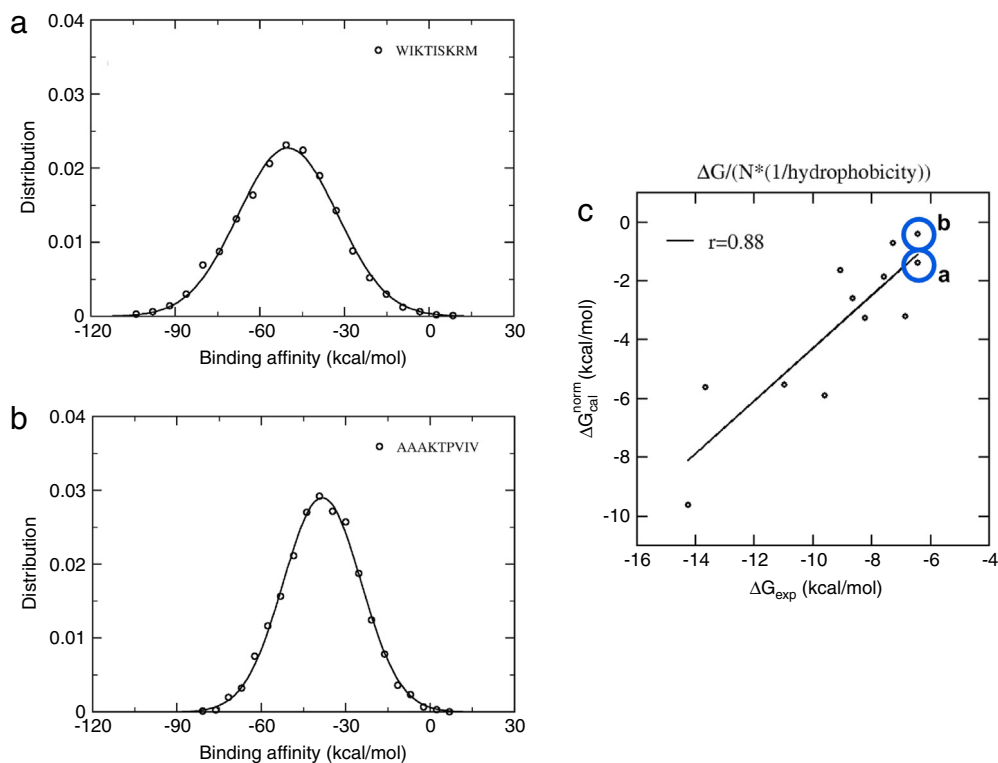 a
0.04
0.03
0.02
0.01
0
Distribution
WIKTISKRM
-120 -90 -60 -30 0 30
Binding affinity (kcal/mol)
b
0.04
0.03
0.02
0.01
0
Distribution
AAAKTPVIV
-120 -90 -60 -30 0 30
Binding affinity (kcal/mol)
ΔG/(N*(1/hydrophobicity))
c
0
-2
-4
-6
-8
-10
ΔG_cal^norm (kcal/mol)
r=0.88
b
a
-16 -14 -12 -10 -8 -6 -4
ΔG_exp (kcal/mol)